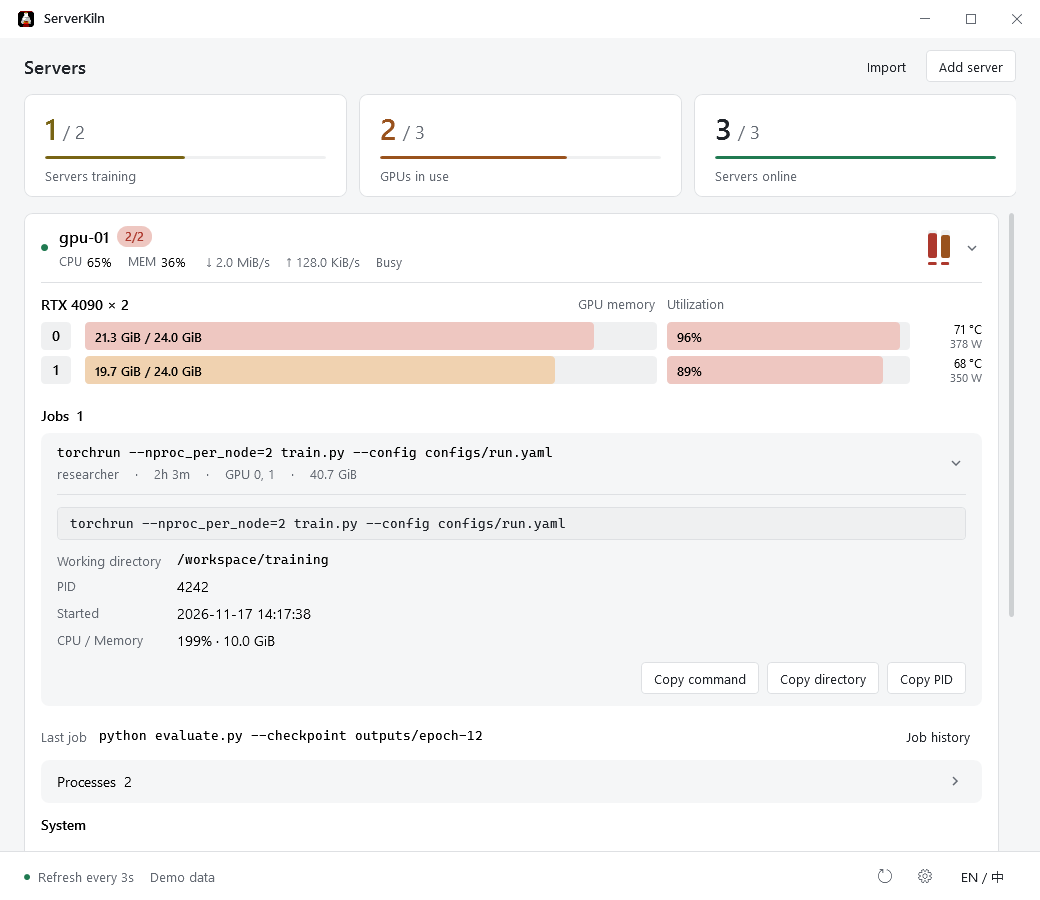 ServerKiln
Servers
Import
Add server
1 / 2
Servers training
2 / 3
GPUs in use
3 / 3
Servers online
gpu-01 2/2
CPU 65% MEM 36% ↓ 2.0 MiB/s ↑ 128.0 KiB/s Busy
RTX 4090 × 2 GPU memory Utilization
0 21.3 GiB / 24.0 GiB 96% 71 °C
378 W
1 19.7 GiB / 24.0 GiB 89% 68 °C
350 W
Jobs 1
torchrun --nproc_per_node=2 train.py --config configs/run.yaml
researcher · 2h 3m · GPU 0, 1 · 40.7 GiB
torchrun --nproc_per_node=2 train.py --config configs/run.yaml
Working directory /workspace/training
PID 4242
Started 2026-11-17 14:17:38
CPU / Memory 199% · 10.0 GiB
Copy command Copy directory Copy PID
Last job python evaluate.py --checkpoint outputs/epoch-12 Job history
Processes 2
System
Refresh every 3s Demo data EN / 中